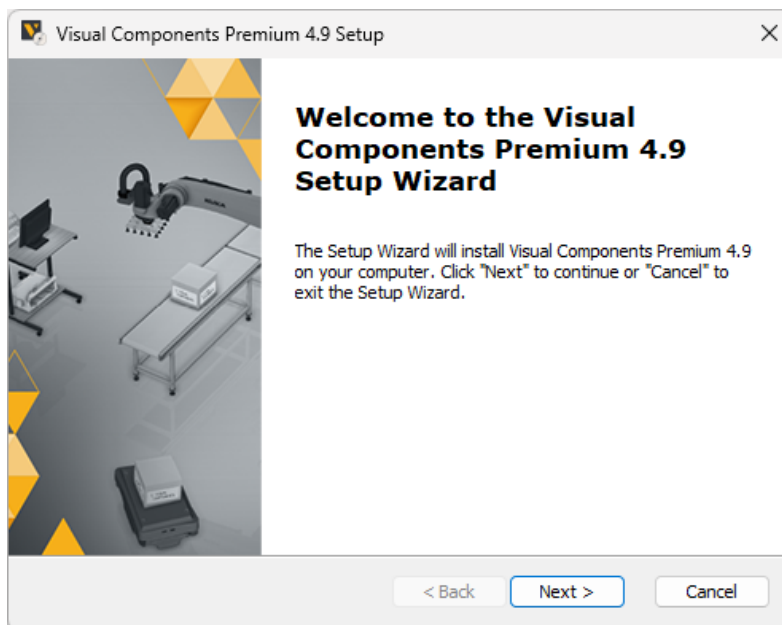 Visual Components Premium 4.9 Setup
Welcome to the Visual
Components Premium 4.9
Setup Wizard
The Setup Wizard will install Visual Components Premium 4.9
on your computer. Click "Next" to continue or "Cancel" to
exit the Setup Wizard.
< Back
Next >
Cancel